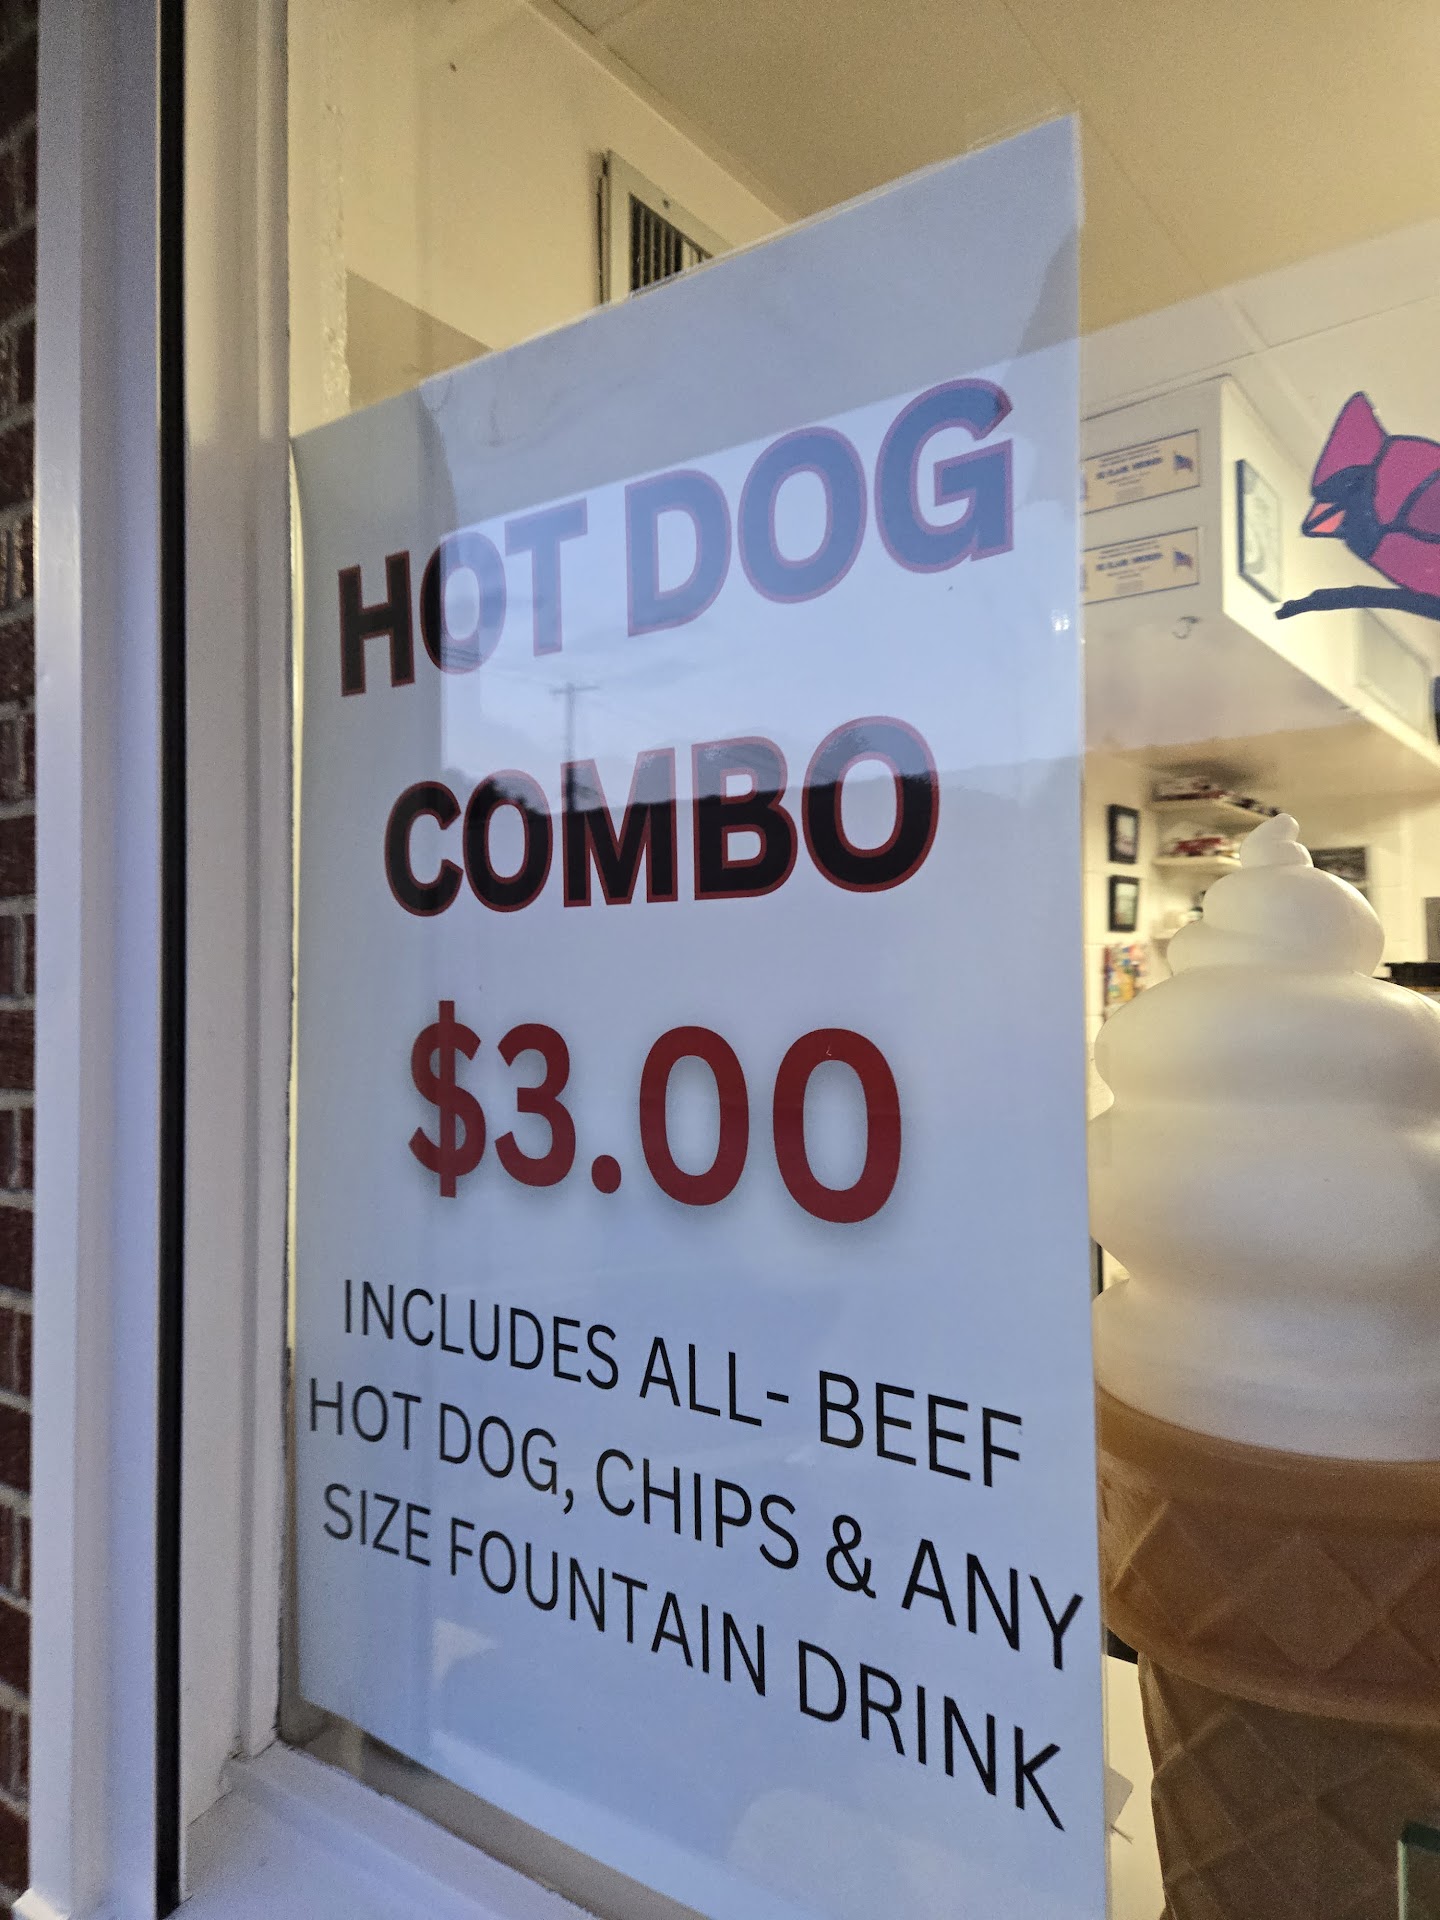 HOT DOG
COMBO
$3.00
INCLUDES ALL- BEEF
HOT DOG, CHIPS & ANY
SIZE FOUNTAIN DRINK